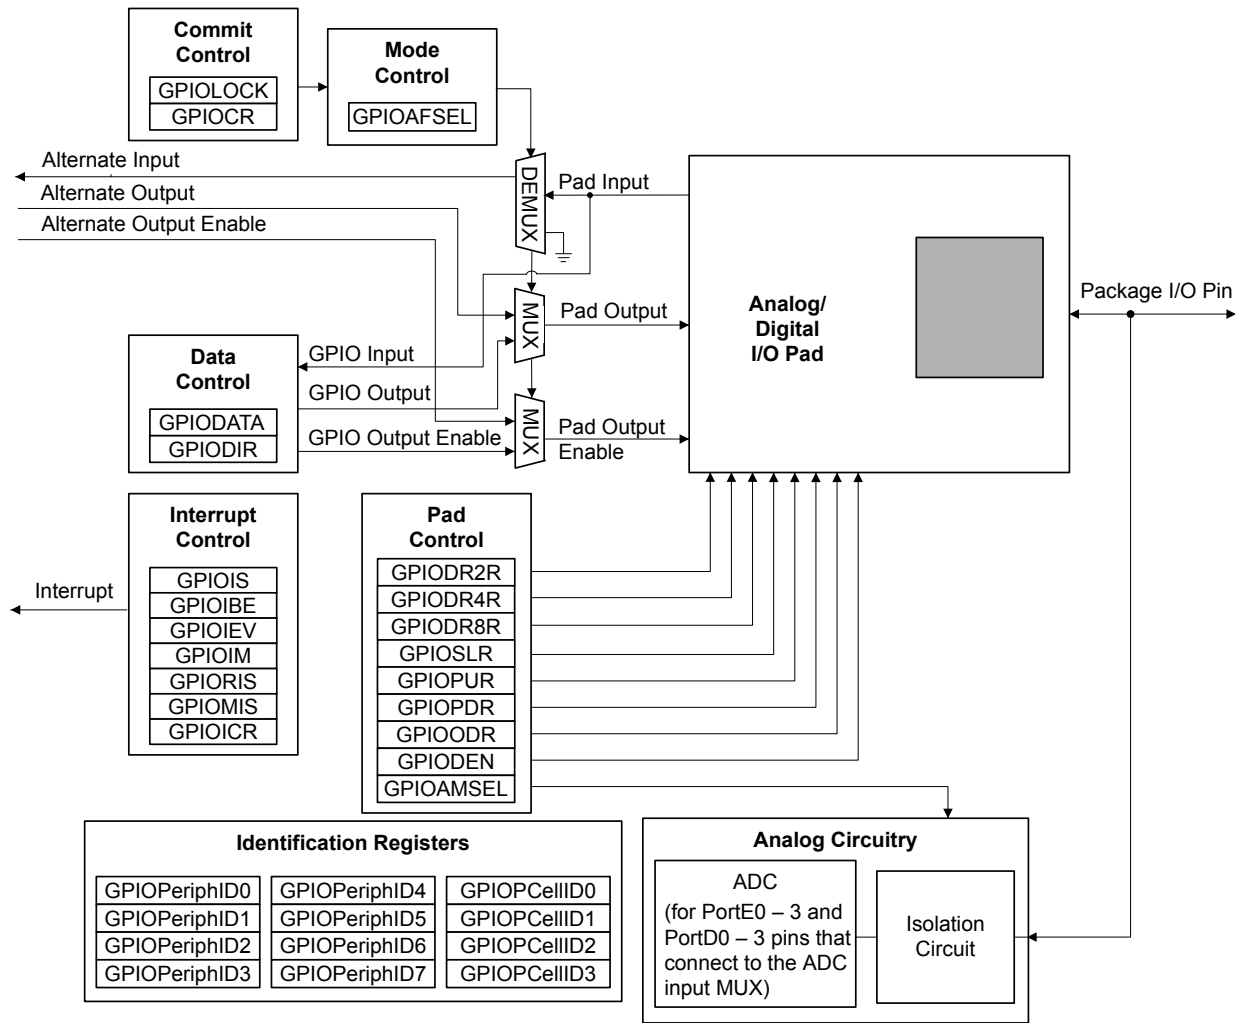 Commit
Control
GPIOLOCK
GPIOCR
Mode
Control
GPIOAFSEL
Alternate Input
Alternate Output
Alternate Output Enable
DEMUX
Pad Input
MUX
Pad Output
MUX
Pad Output
Enable
Analog/
Digital
I/O Pad
Package I/O Pin
Data
Control
GPIODATA
GPIODIR
GPIO Input
GPIO Output
GPIO Output Enable
Interrupt
Control
GPIOIS
GPIOIBE
GPIOIEV
GPIOIM
GPIORIS
GPIOMIS
GPIOICR
Interrupt
Pad
Control
GPIODR2R
GPIODR4R
GPIODR8R
GPIOSLR
GPIOPUR
GPIOPDR
GPIOODR
GPIODEN
GPIOAMSEL
Identification Registers
GPIOPeriphID0
GPIOPeriphID1
GPIOPeriphID2
GPIOPeriphID3
GPIOPeriphID4
GPIOPeriphID5
GPIOPeriphID6
GPIOPeriphID7
GPIOPCellID0
GPIOPCellID1
GPIOPCellID2
GPIOPCellID3
Analog Circuitry
ADC
(for PortE0 – 3 and
PortD0 – 3 pins that
connect to the ADC
input MUX)
Isolation
Circuit